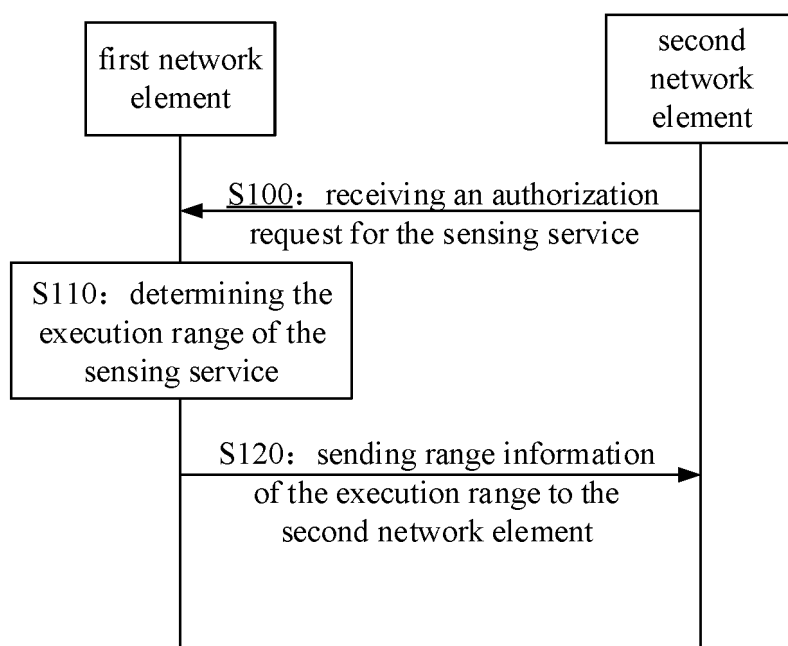 first network
element
second
network
element
S100：receiving an authorization
request for the sensing service
S110：determining the
execution range of the
sensing service
S120：sending range information
of the execution range to the
second network element